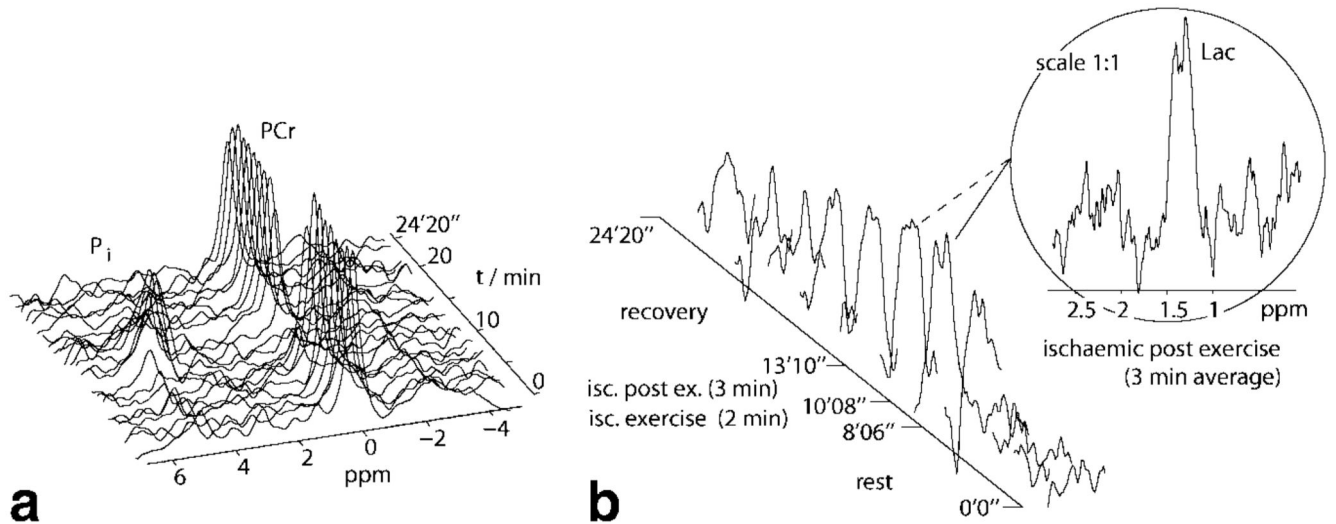 PCr
Pi
24'20"
20
t / min
10
0
6
4
2
0
−2
−4
ppm
a
scale 1:1
Lac
2.5 2 1.5 1 ppm
ischaemic post exercise
(3 min average)
24'20"
recovery
13'10"
isc. post ex. (3 min)
10'08"
isc. exercise (2 min)
8'06"
rest
0'0"
b